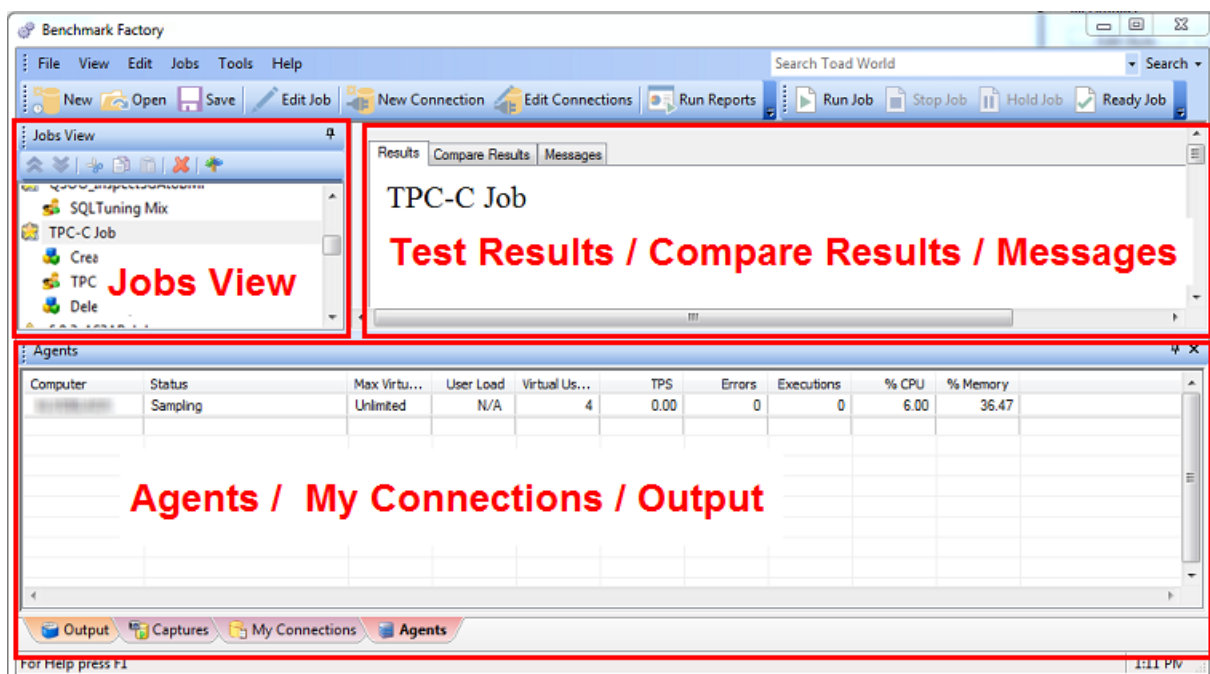 Benchmark Factory
File View Edit Jobs Tools Help
Search Toad World
Search
New Open Save Edit Job New Connection Edit Connections Run Reports Run Job Stop Job Hold Job Ready Job
Jobs View
SQLTuning Mix
TPC-C Job
Crea
TPC
Dele
Jobs View
Results Compare Results Messages
TPC-C Job
Test Results / Compare Results / Messages
Agents
Computer Status Max Virtu... User Load Virtual Us... TPS Errors Executions % CPU % Memory
Sampling Unlimited N/A 4 0.00 0 0 6.00 36.47
Agents / My Connections / Output
Output Captures My Connections Agents
For Help press F1
1:11 PM